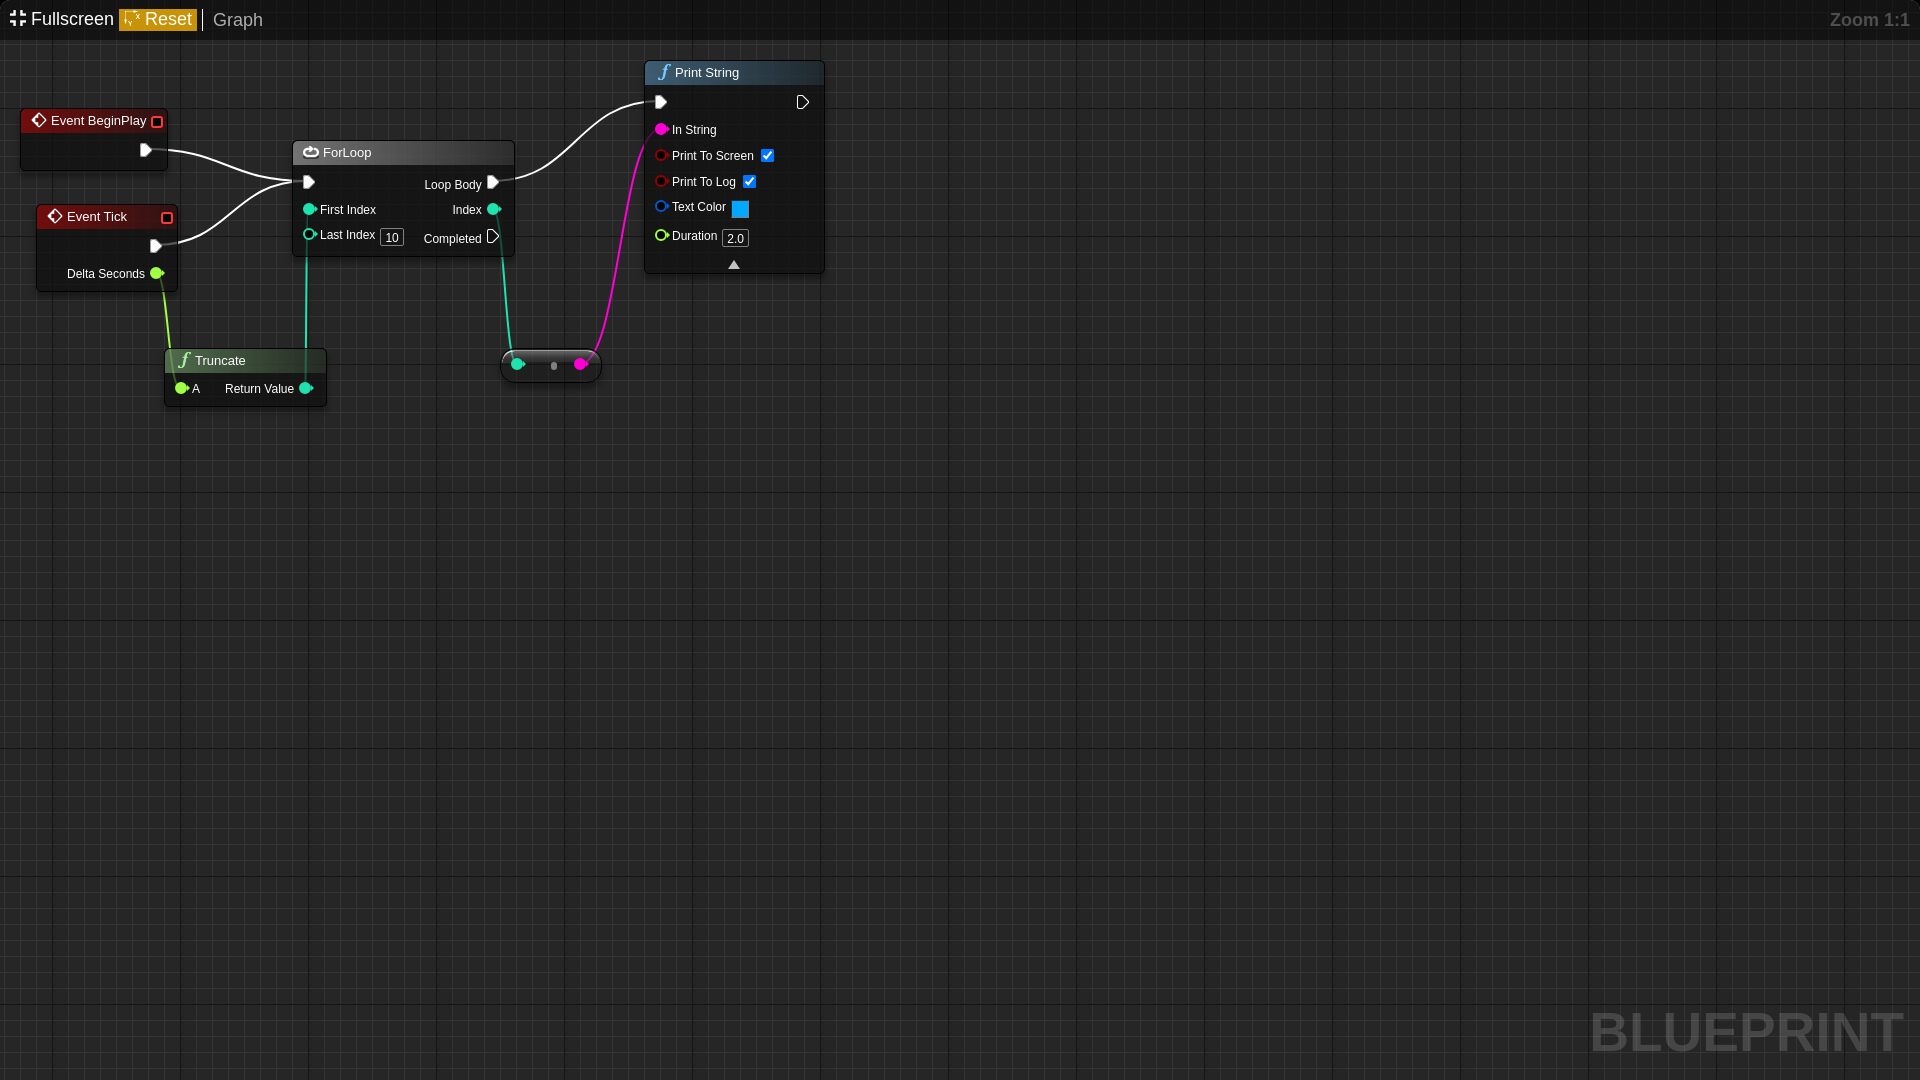 Fullscreen Reset Graph Zoom 1:1
Print String
In String
Print To Screen
Print To Log
Text Color
Duration 2.0
Event BeginPlay
ForLoop
Loop Body
First Index Index
Last Index 10 Completed
Event Tick
Delta Seconds
Truncate
A Return Value
BLUEPRINT